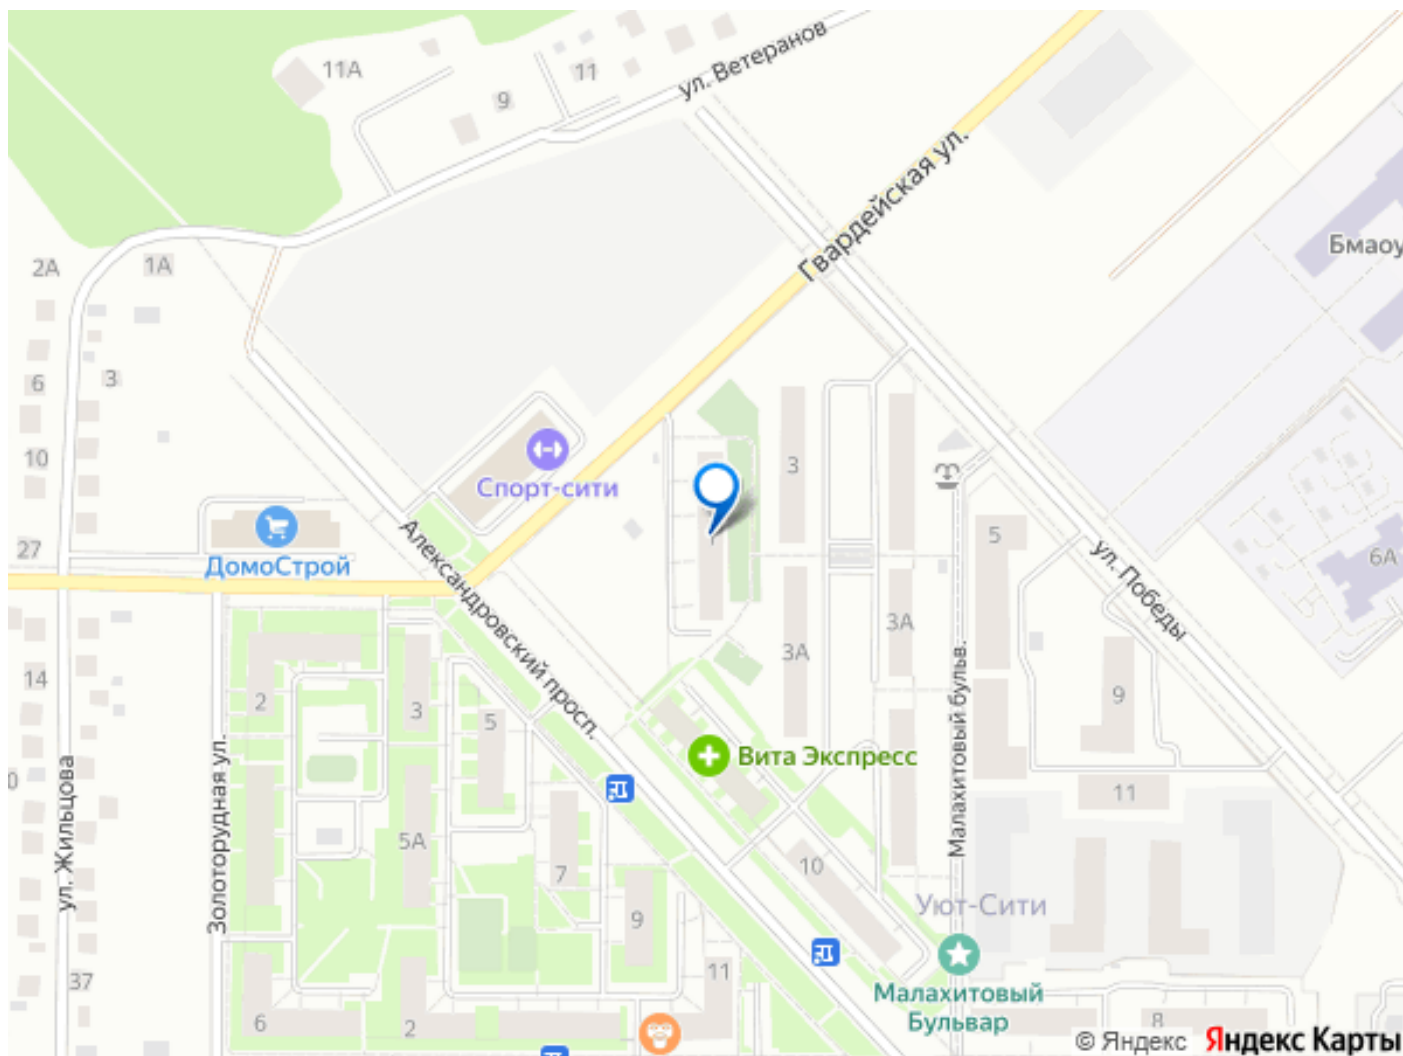 ул. Ветеранов
11А
11
9
Гвардейская ул.
Бмаоу
2А
1А
3
6
10
Спорт-сити
3
27
ДомоСтрой
Александровский просп.
5
ул. Победы
6А
1
14
2
3
5
3А
3А
9
Малахитовый бульв.
Вита Экспресс
ул. Жильцова
Золоторудная ул.
5А
7
10
11
9
Уют-Сити
37
11
Малахитовый
Бульвар
6
2
8
© Яндекс Яндекс Карты